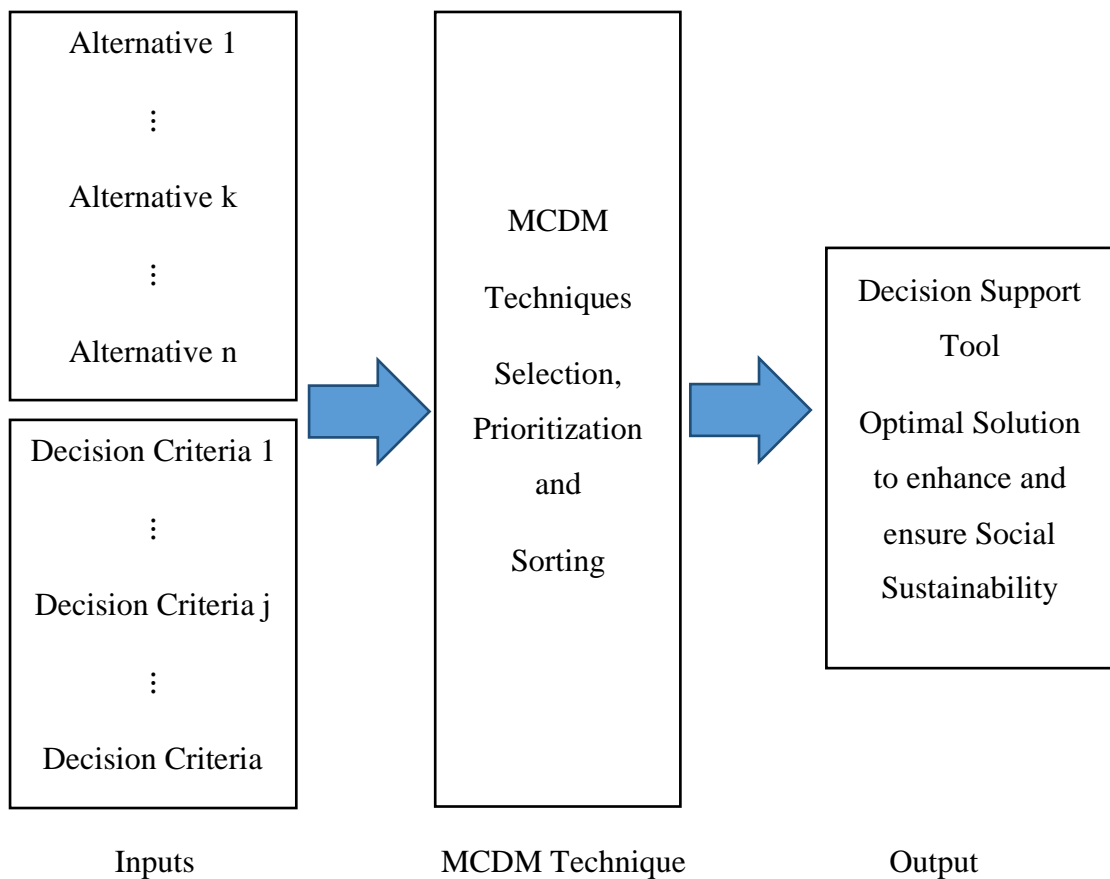 Alternative 1
⋮
Alternative k
⋮
Alternative n
Decision Criteria 1
⋮
Decision Criteria j
⋮
Decision Criteria
MCDM
Techniques
Selection,
Prioritization
and
Sorting
Decision Support
Tool
Optimal Solution
to enhance and
ensure Social
Sustainability
Inputs
MCDM Technique
Output